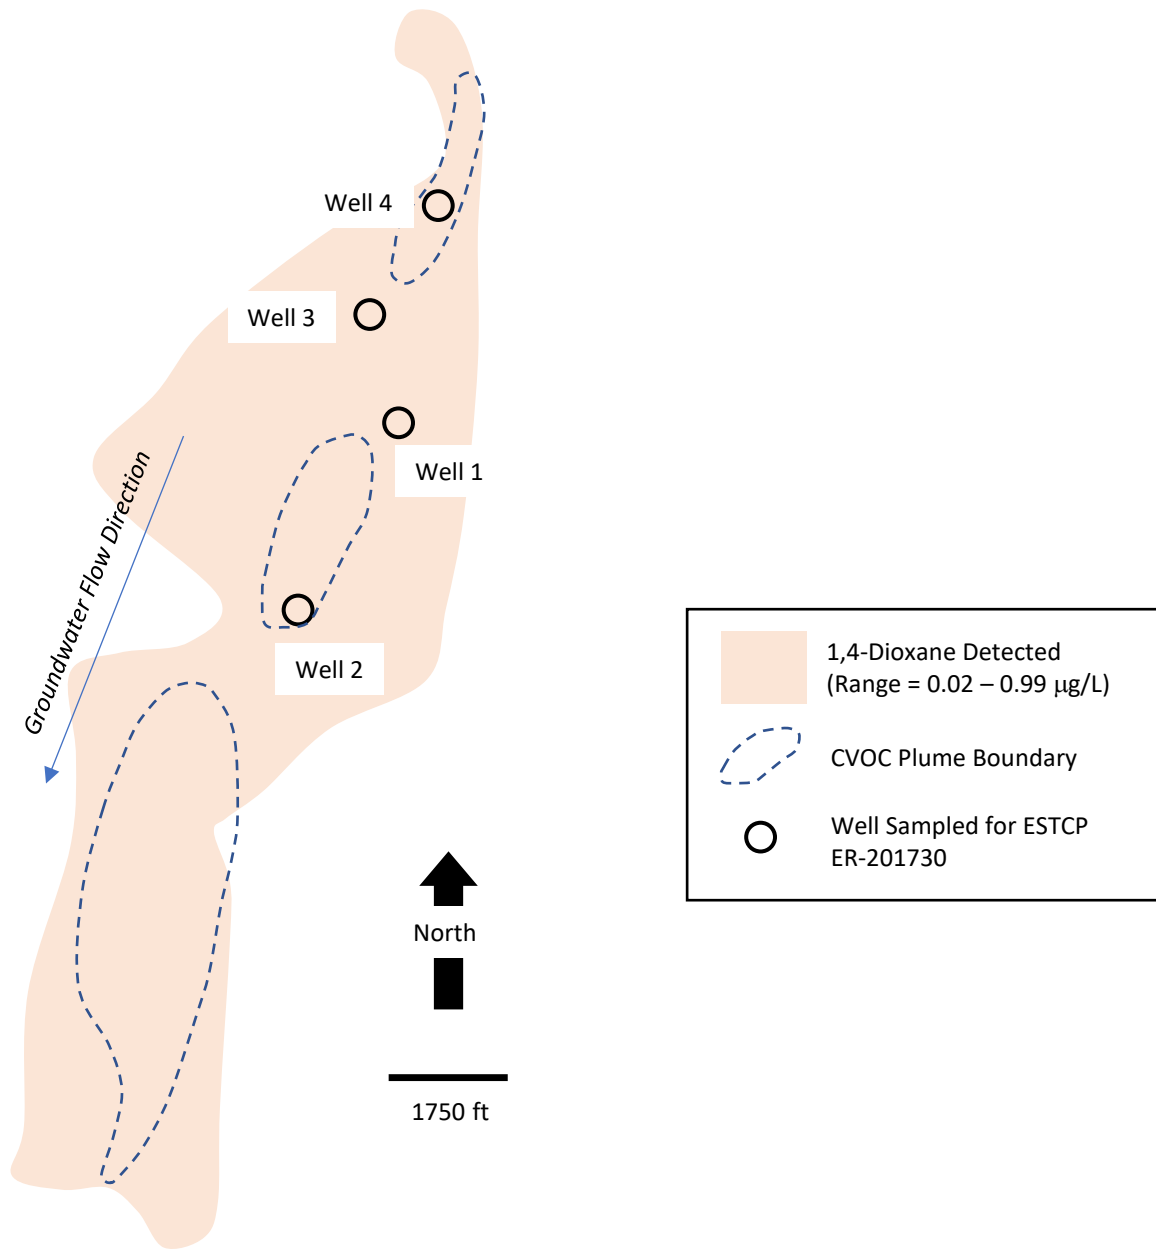 Well 4
Well 3
Well 1
Groundwater Flow Direction
Well 2
1,4-Dioxane Detected
(Range = 0.02 – 0.99 μg/L)
CVOC Plume Boundary
Well Sampled for ESTCP
ER-201730
North
1750 ft